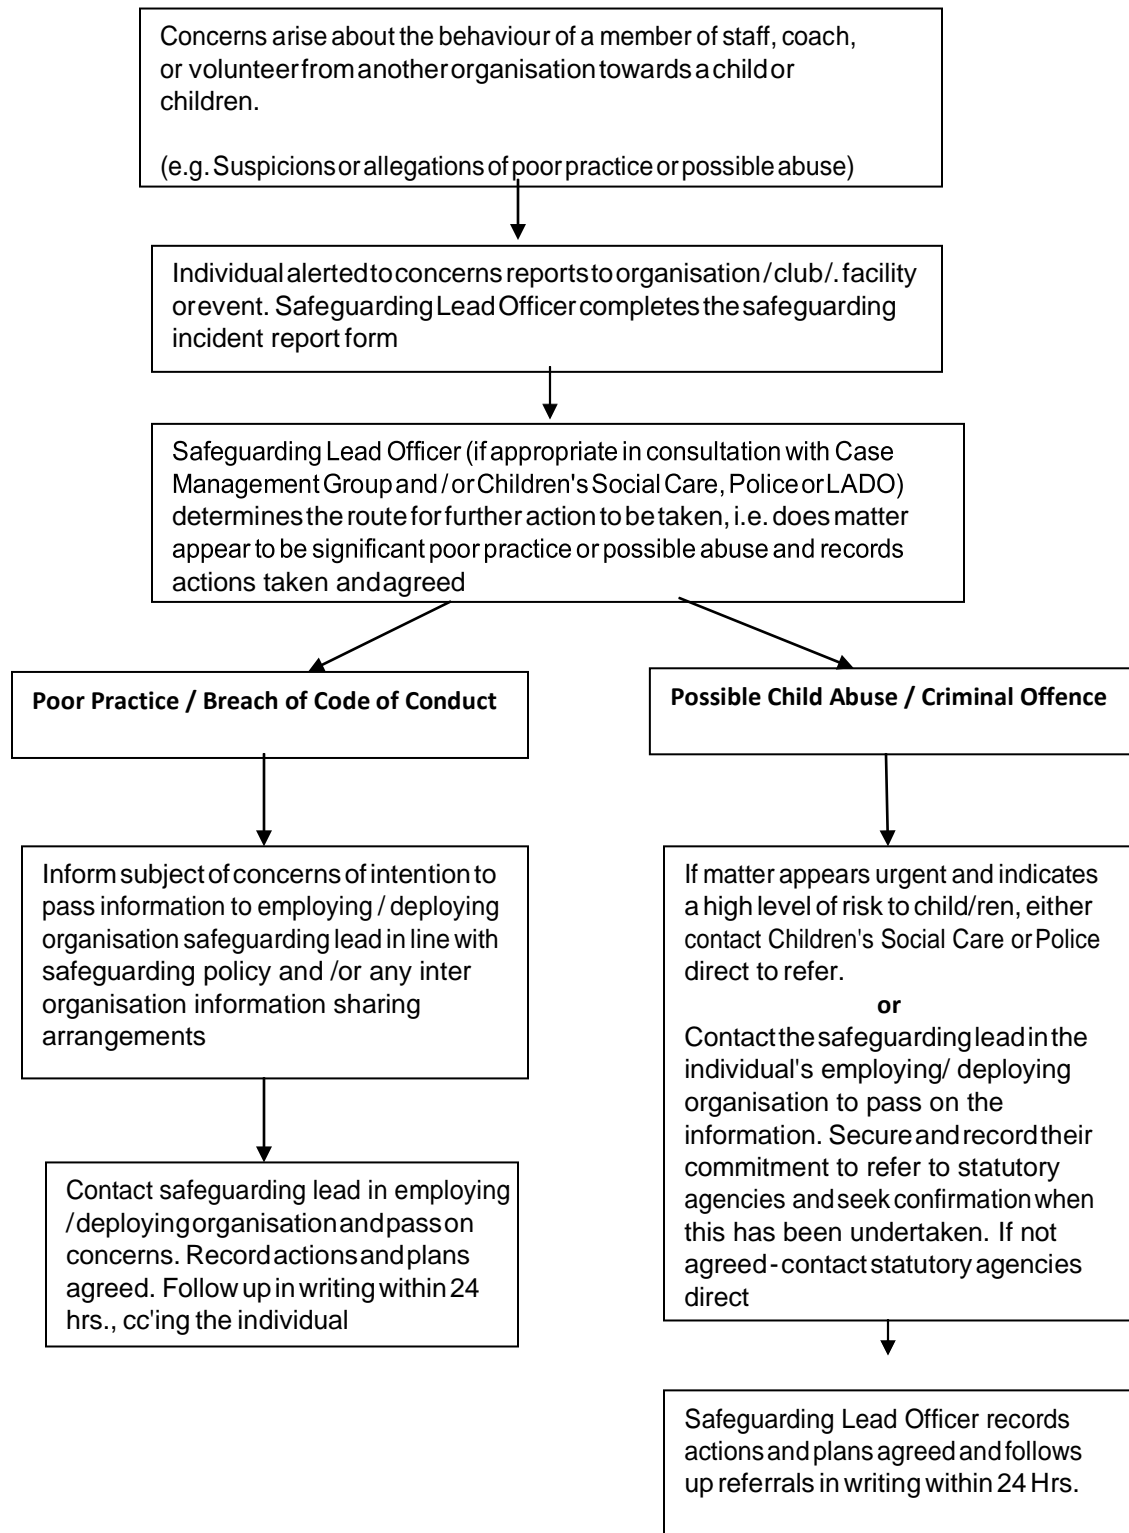 Concerns arise about the behaviour of a member of staff, coach,
or volunteer from another organisation towards a child or
children.
(e.g. Suspicions or allegations of poor practice or possible abuse)
Individual alerted to concerns reports to organisation / club /. facility
or event. Safeguarding Lead Officer completes the safeguarding
incident report form
Safeguarding Lead Officer (if appropriate in consultation with Case
Management Group and / or Children's Social Care, Police or LADO)
determines the route for further action to be taken, i.e. does matter
appear to be significant poor practice or possible abuse and records
actions taken and agreed
Poor Practice / Breach of Code of Conduct
Inform subject of concerns of intention to
pass information to employing / deploying
organisation safeguarding lead in line with
safeguarding policy and /or any inter
organisation information sharing
arrangements
Contact safeguarding lead in employing
/ deploying organisation and pass on
concerns. Record actions and plans
agreed. Follow up in writing within 24
hrs., cc'ing the individual
Possible Child Abuse / Criminal Offence
If matter appears urgent and indicates
a high level of risk to child/ren, either
contact Children's Social Care or Police
direct to refer.
or
Contact the safeguarding lead in the
individual's employing/ deploying
organisation to pass on the
information. Secure and record their
commitment to refer to statutory
agencies and seek confirmation when
this has been undertaken. If not
agreed - contact statutory agencies
direct
Safeguarding Lead Officer records
actions and plans agreed and follows
up referrals in writing within 24 Hrs.